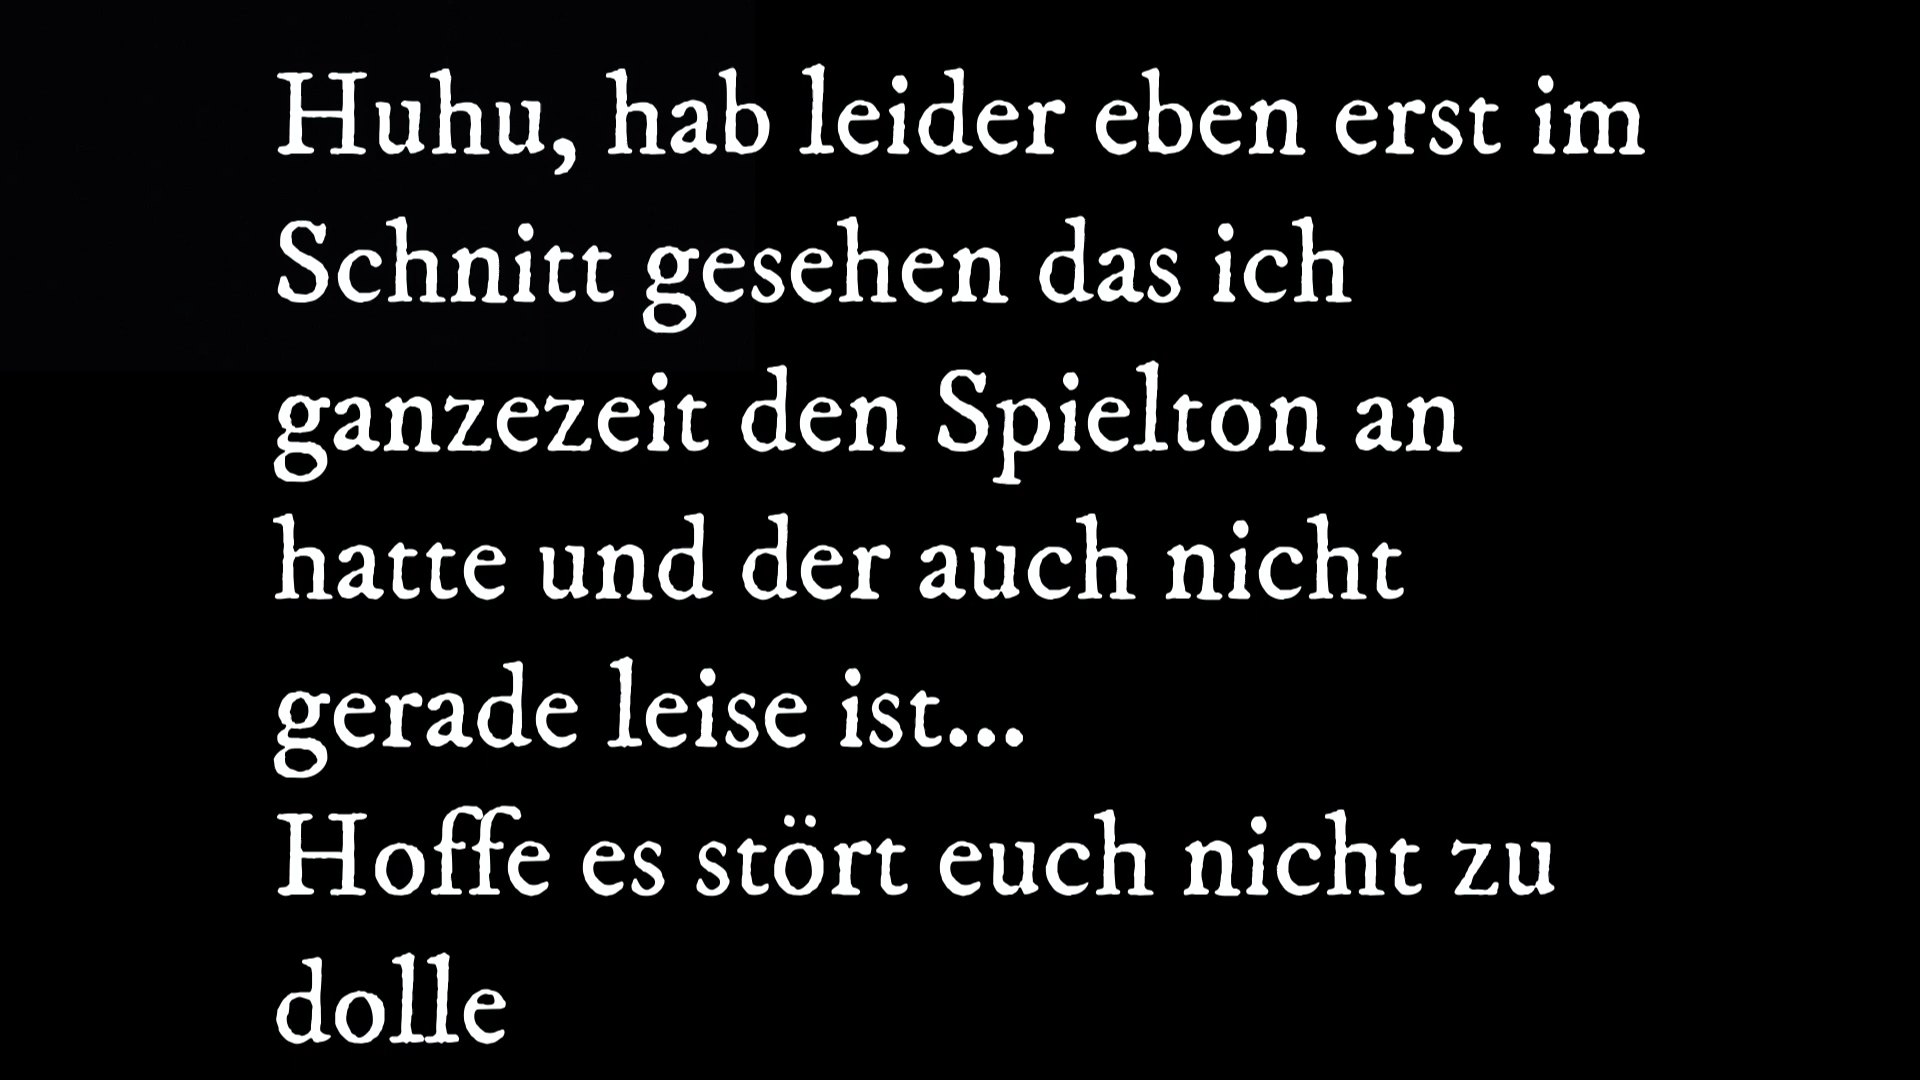 Huhu, hab leider eben erst im
Schnitt gesehen das ich
ganzezeit den Spielton an
hatte und der auch nicht
gerade leise ist...
Hoffe es stört euch nicht zu
dolle